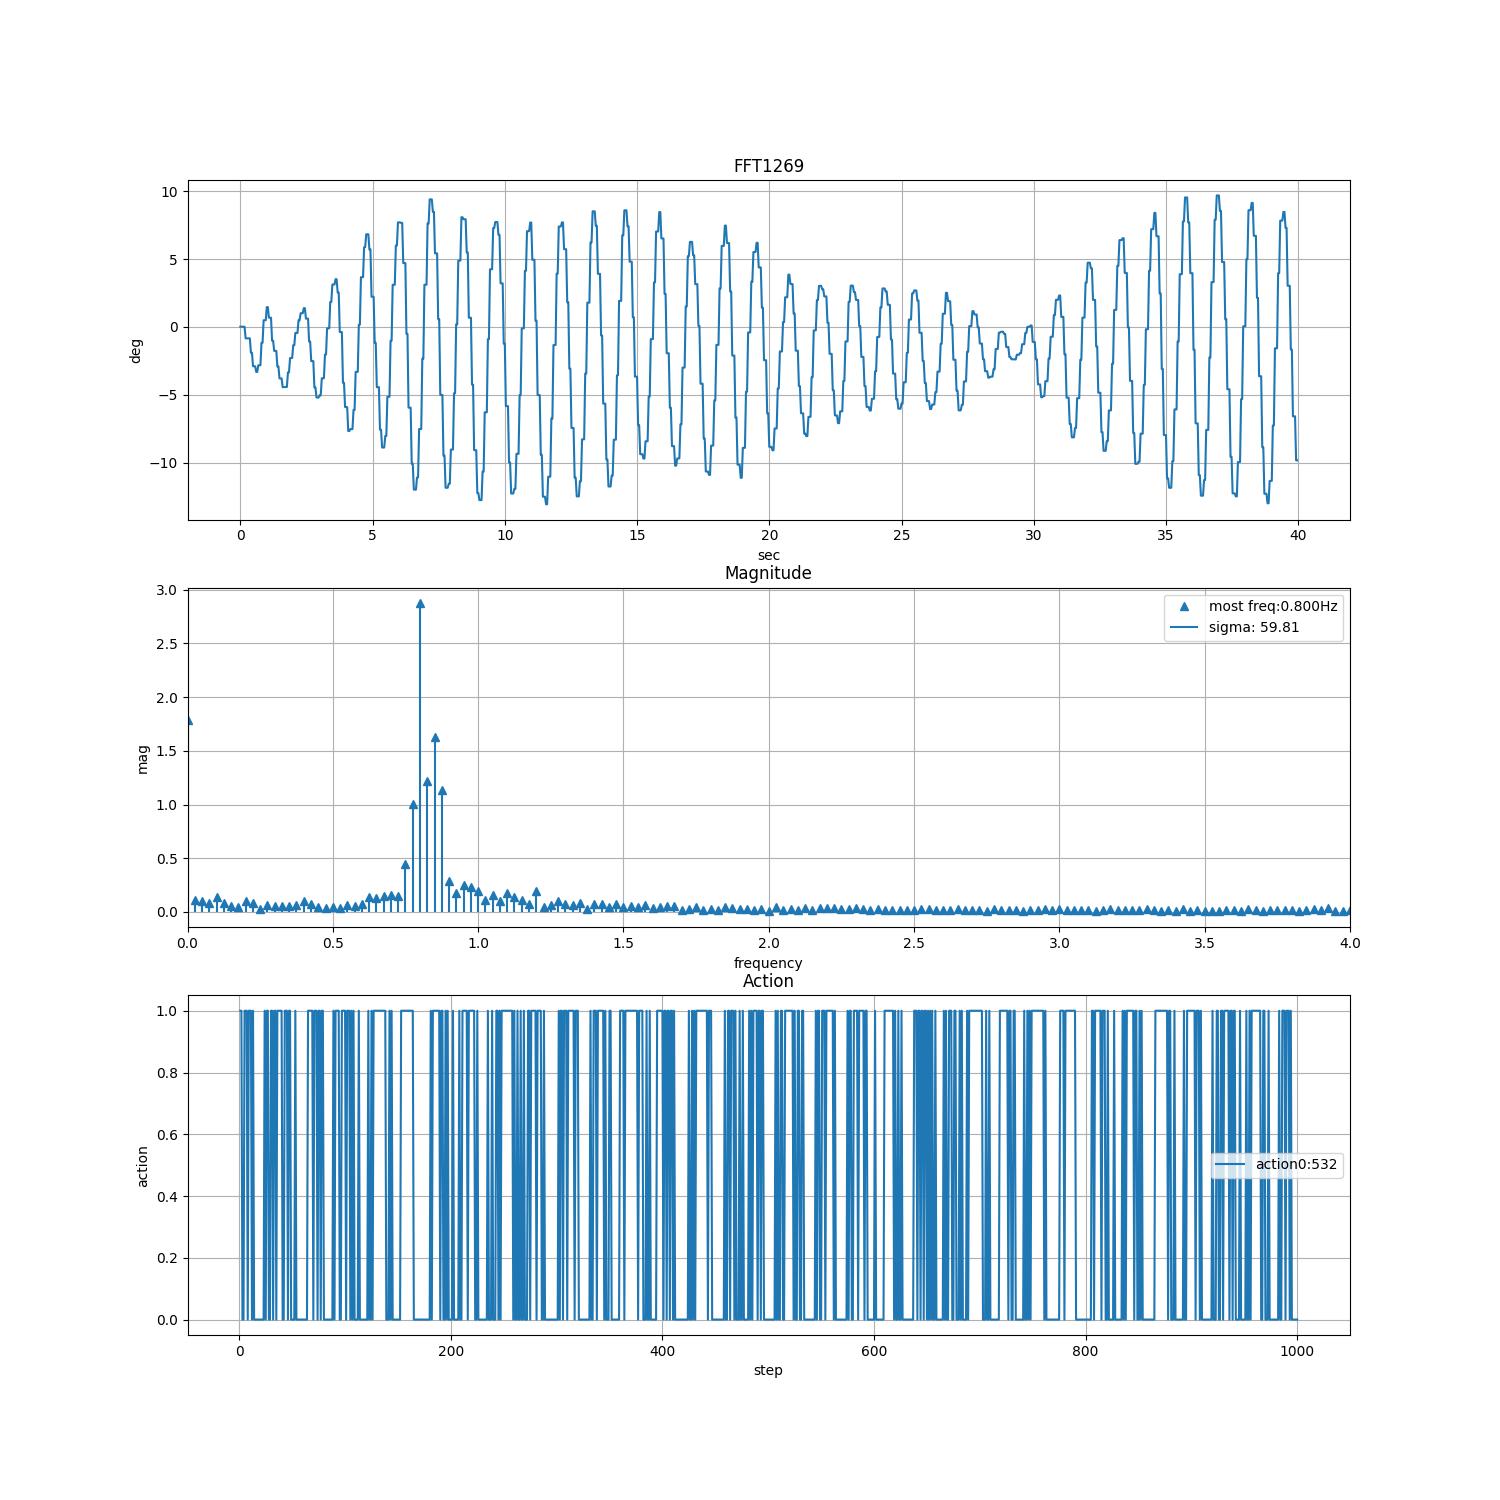 FFT1269
10
5
0
−5
−10
deg
0 5 10 15 20 25 30 35 40
sec
Magnitude
3.0
2.5
2.0
1.5
1.0
0.5
0.0
mag
most freq:0.800Hz
sigma: 59.81
0.0 0.5 1.0 1.5 2.0 2.5 3.0 3.5 4.0
frequency
Action
1.0
0.8
0.6
0.4
0.2
0.0
action
action0:532
0 200 400 600 800 1000
step